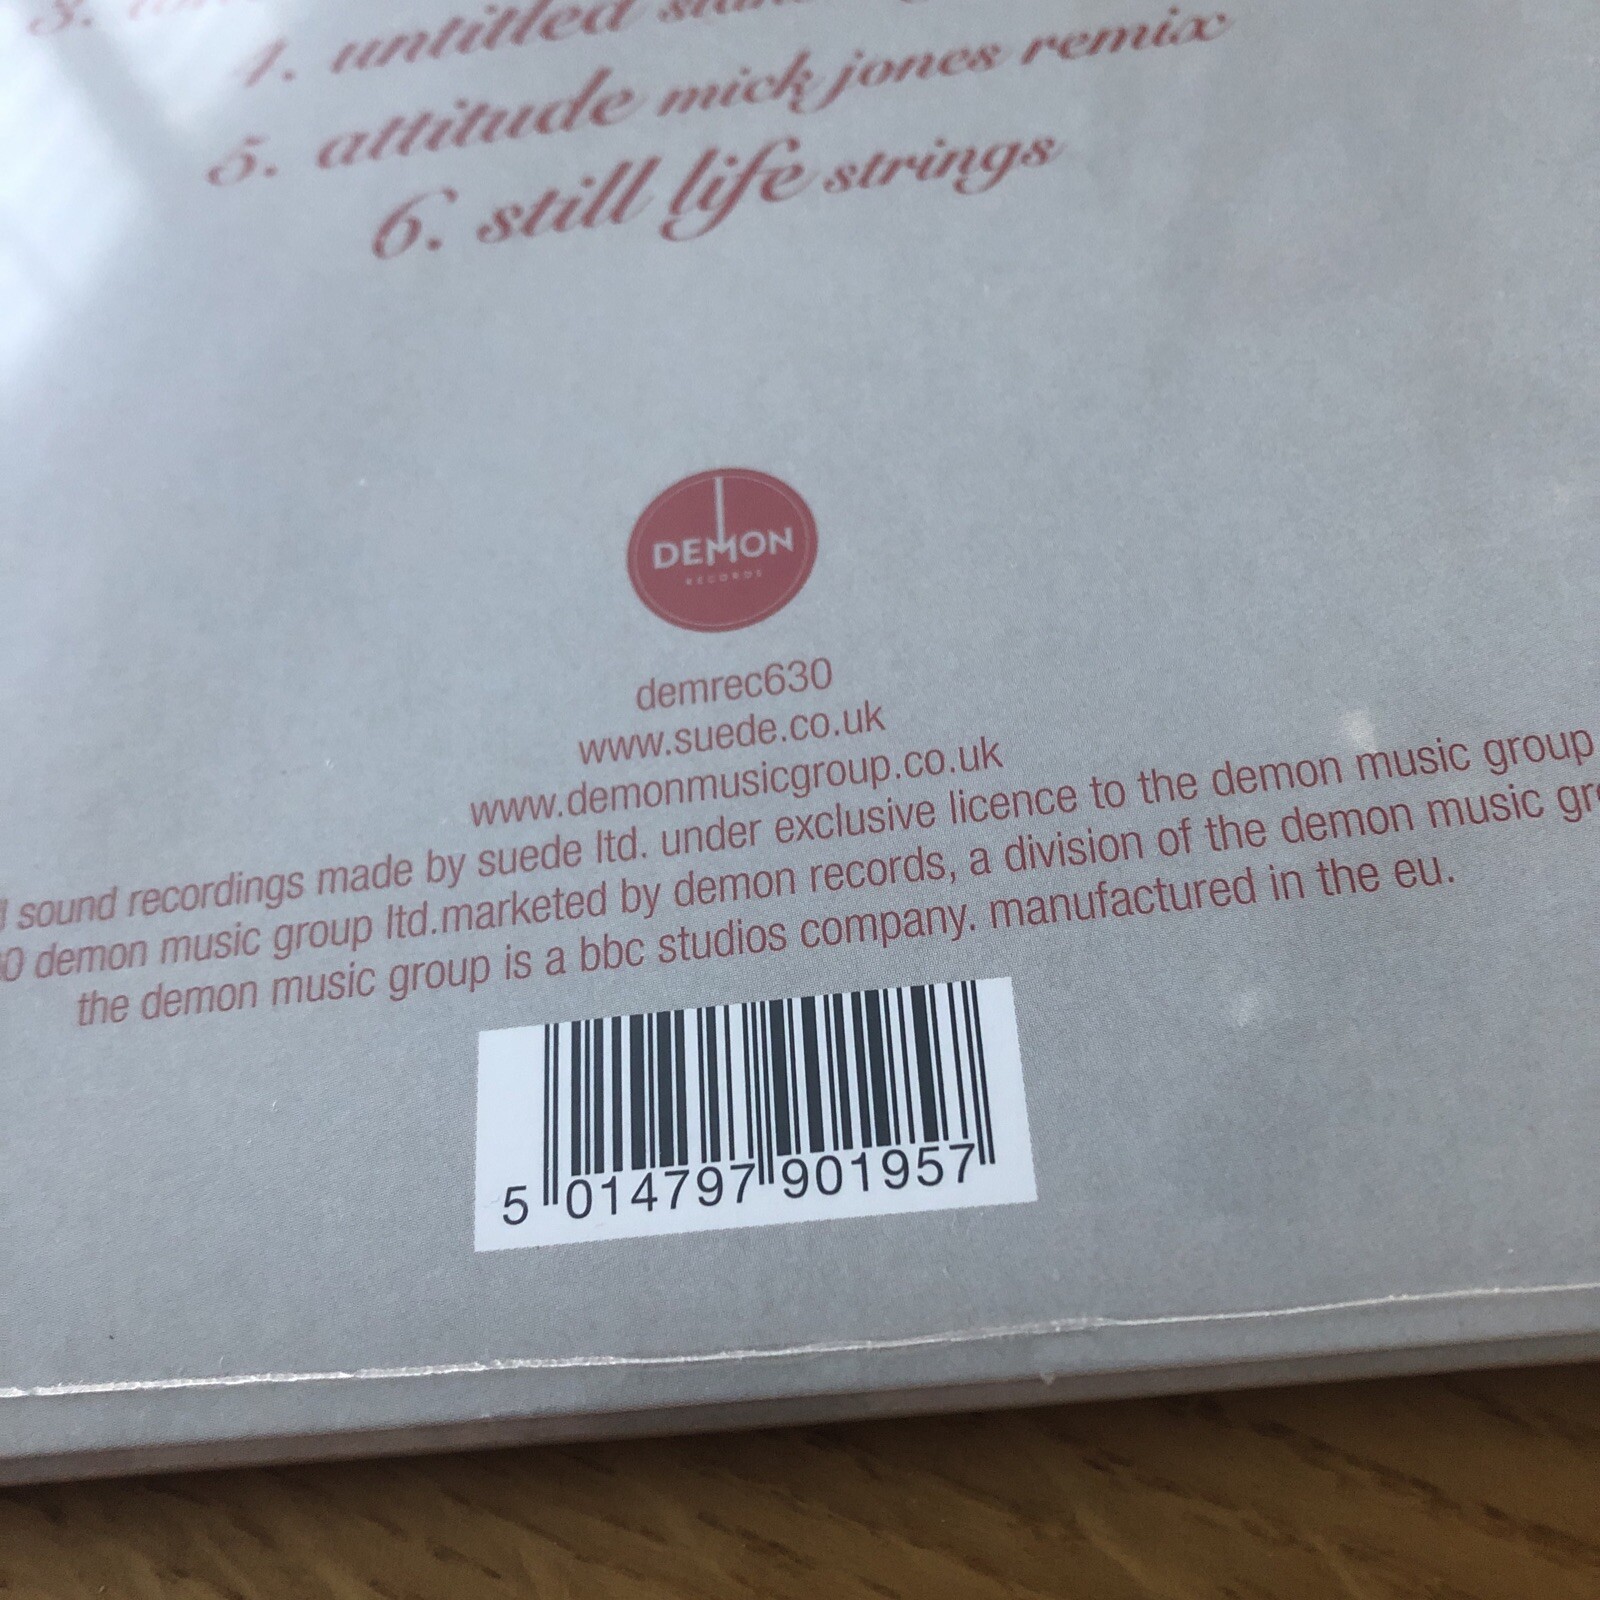 3.
4. untitled
5. attitude mick jones remix
6. still life strings
DEMON
RECORDS
demrec630
www.suede.co.uk
www.demonmusicgroup.co.uk
sound recordings made by suede ltd. under exclusive licence to the demon music group
0 demon music group ltd.marketed by demon records, a division of the demon music
the demon music group is a bbc studios company. manufactured in the eu.
5 014797 901957